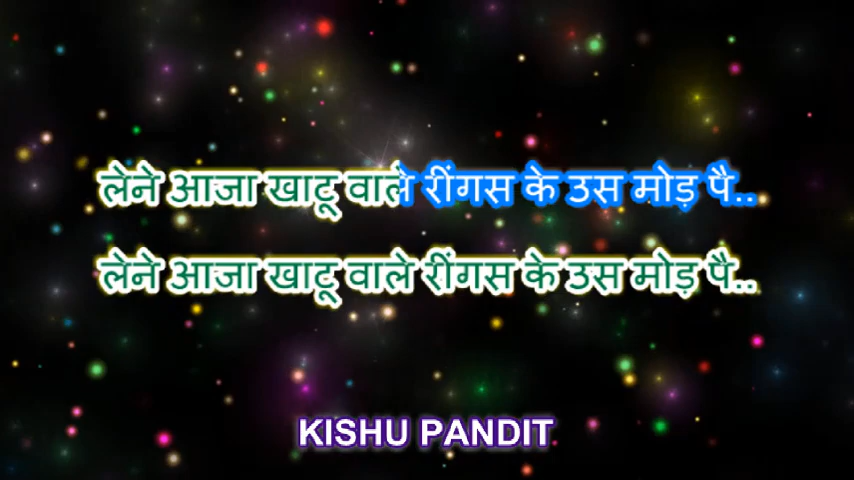 लेने आजा खाटू वाले रींगस के उस मोड़ पै..
लेने आजा खाटू वाले रींगस के उस मोड़ पै..
KISHU PANDIT